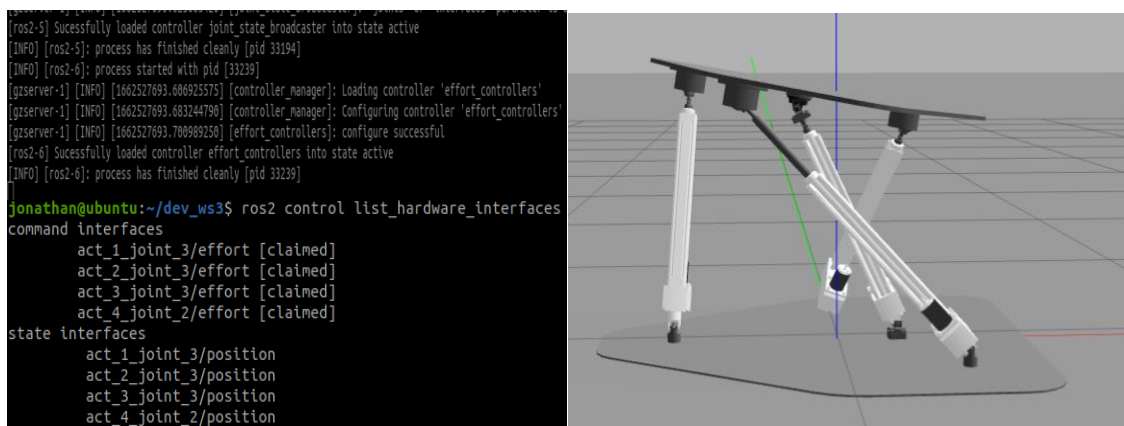 [ros2-5] Sucessfully loaded controller joint_state_broadcaster into state active
[INFO] [ros2-5]: process has finished cleanly [pid 33194]
[INFO] [ros2-6]: process started with pid [33239]
[gzserver-1] [INFO] [1662527693.606925575] [controller_manager]: Loading controller 'effort_controllers'
[gzserver-1] [INFO] [1662527693.683244790] [controller_manager]: Configuring controller 'effort_controllers'
[gzserver-1] [INFO] [1662527693.700989250] [effort_controllers]: configure successful
[ros2-6] Sucessfully loaded controller effort_controllers into state active
[INFO] [ros2-6]: process has finished cleanly [pid 33239]
jonathan@ubuntu:~/dev_ws3$ ros2 control list_hardware_interfaces
command interfaces
act_1_joint_3/effort [claimed]
act_2_joint_3/effort [claimed]
act_3_joint_3/effort [claimed]
act_4_joint_2/effort [claimed]
state interfaces
act_1_joint_3/position
act_2_joint_3/position
act_3_joint_3/position
act_4_joint_2/position